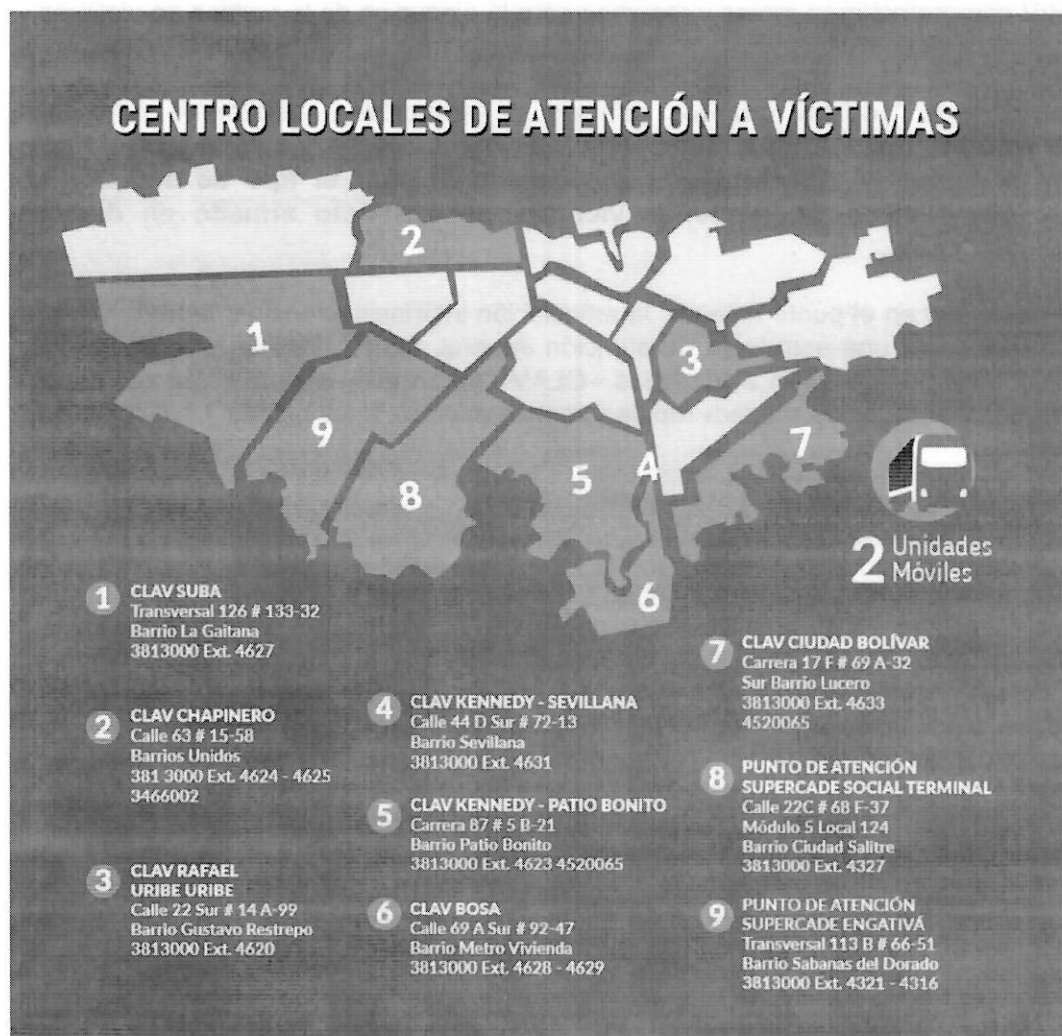 CENTRO LOCALES DE ATENCIÓN A VÍCTIMAS
2
1
3
9
7
4
5
8
6
2 Unidades
Móviles
1 CLAV SUBA
Transversal 126 # 133-32
Barrio La Gaitana
3813000 Ext. 4627
2 CLAV CHAPINERO
Calle 63 # 15-58
Barrios Unidos
381 3000 Ext. 4624 - 4625
3466002
3 CLAV RAFAEL
URIBE URIBE
Calle 22 Sur # 14 A-99
Barrio Gustavo Restrepo
3813000 Ext. 4620
4 CLAV KENNEDY - SEVILLANA
Calle 44 D Sur # 72-13
Barrio Sevillana
3813000 Ext. 4631
5 CLAV KENNEDY - PATIO BONITO
Carrera 87 # 5 B-21
Barrio Patio Bonito
3813000 Ext. 4623 4520065
6 CLAV BOSA
Calle 69 A Sur # 92-47
Barrio Metro Vivienda
3813000 Ext. 4628 - 4629
7 CLAV CIUDAD BOLÍVAR
Carrera 17 F # 69 A-32
Sur Barrio Lucero
3813000 Ext. 4633
4520065
8 PUNTO DE ATENCIÓN
SUPERCADE SOCIAL TERMINAL
Calle 22C # 68 F-37
Módulo 5 Local 124
Barrio Ciudad Salitre
3813000 Ext. 4327
9 PUNTO DE ATENCIÓN
SUPERCADE ENGATIVÁ
Transversal 113 B # 66-51
Barrio Sabanas del Dorado
3813000 Ext. 4321 - 4316